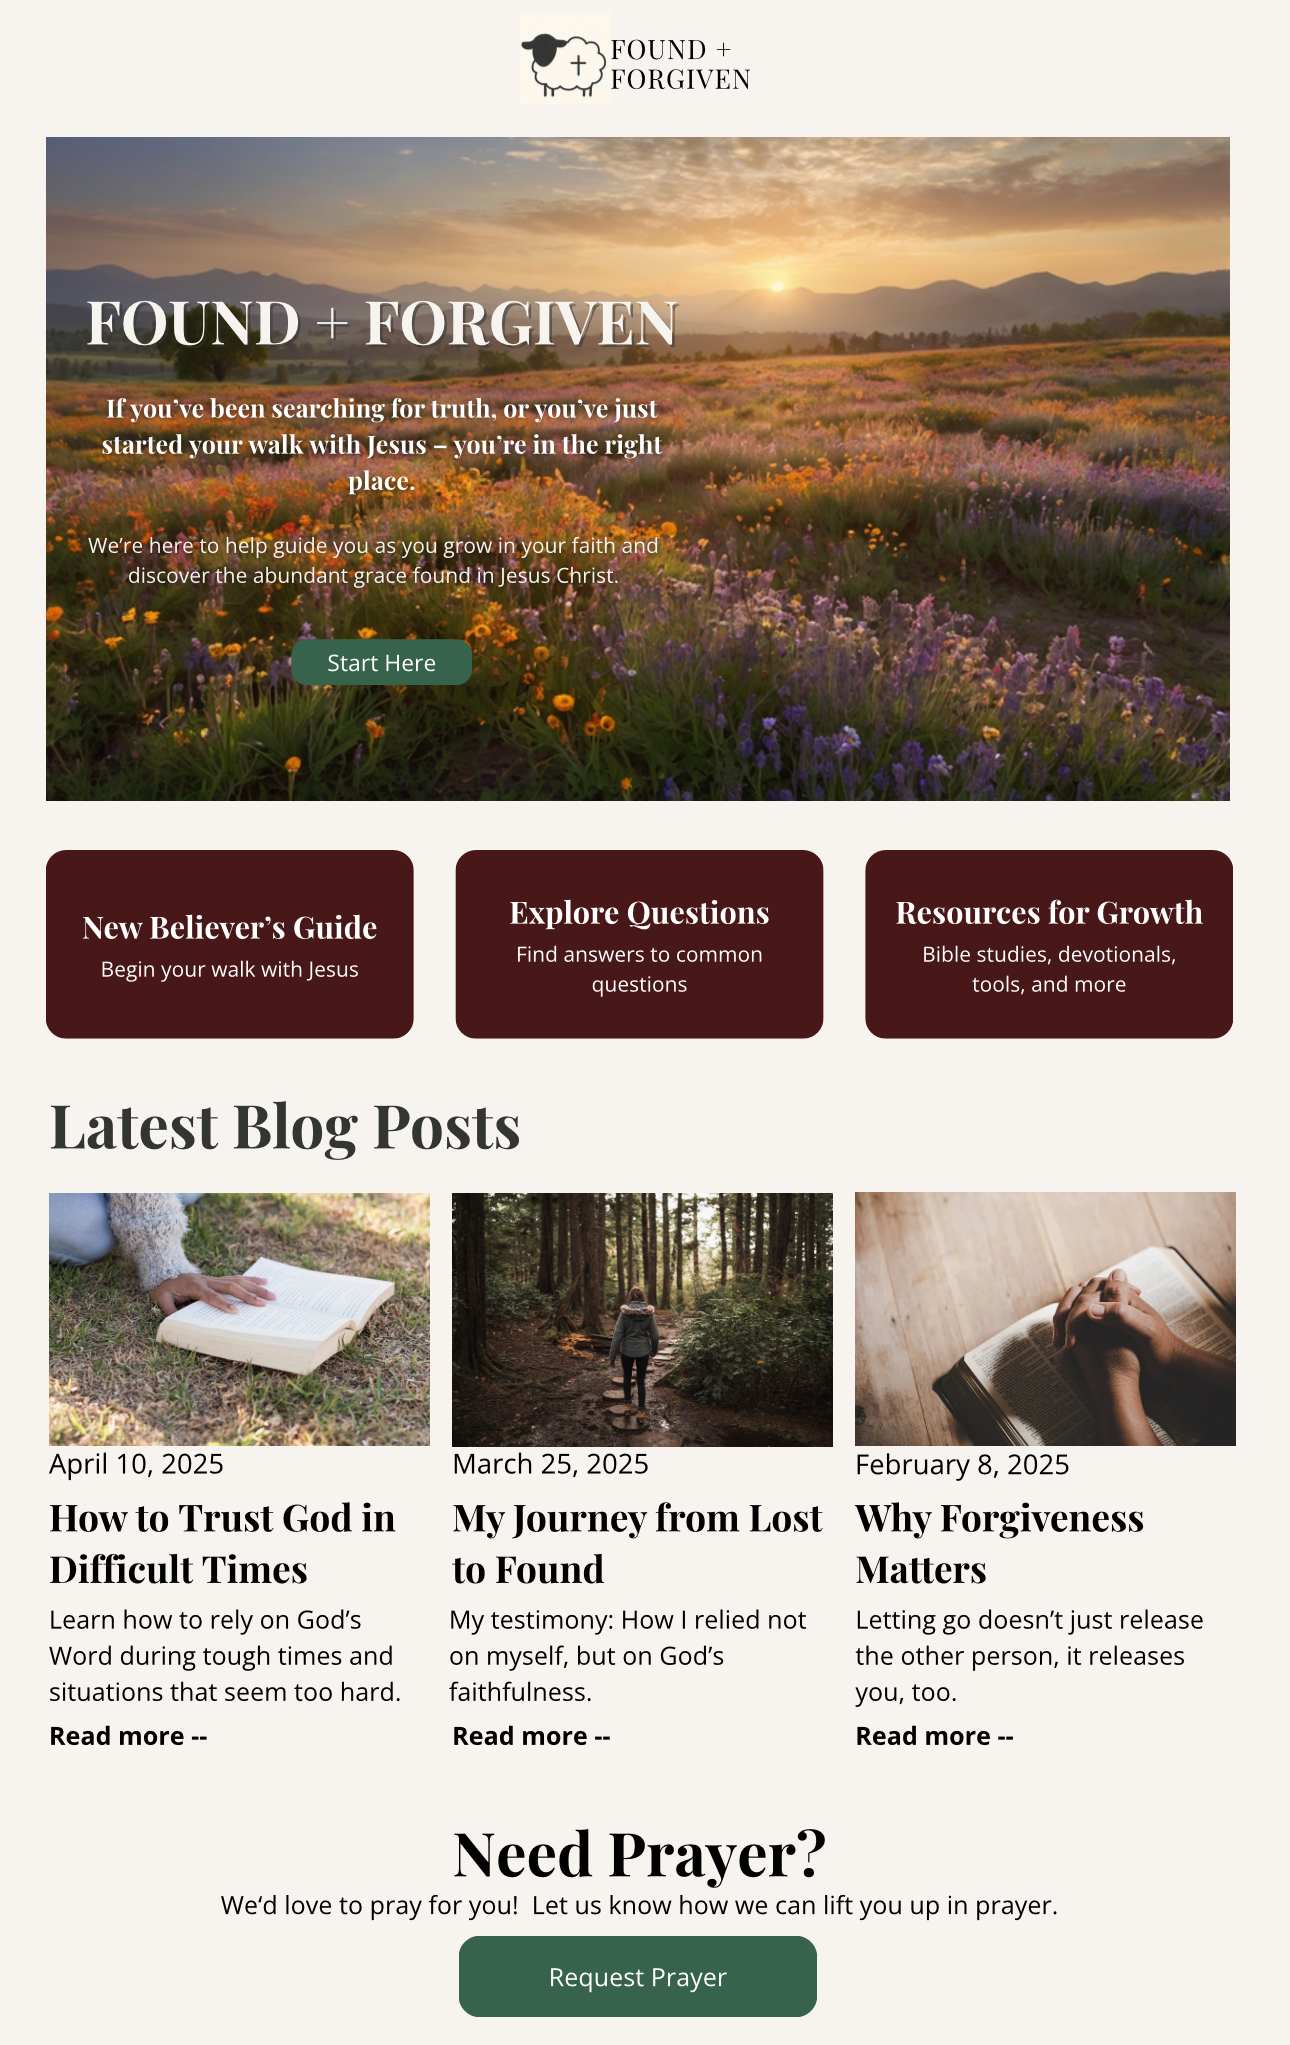 FOUND +
FORGIVEN
FOUND + FORGIVEN
If you’ve been searching for truth, or you’ve just
started your walk with Jesus – you’re in the right
place.
We’re here to help guide you as you grow in your faith and
discover the abundant grace found in Jesus Christ.
Start Here
New Believer’s Guide
Begin your walk with Jesus
Explore Questions
Find answers to common
questions
Resources for Growth
Bible studies, devotionals,
tools, and more
Latest Blog Posts
April 10, 2025
How to Trust God in
Difficult Times
Learn how to rely on God’s
Word during tough times and
situations that seem too hard.
Read more --
March 25, 2025
My Journey from Lost
to Found
My testimony: How I relied not
on myself, but on God’s
faithfulness.
Read more --
February 8, 2025
Why Forgiveness
Matters
Letting go doesn’t just release
the other person, it releases
you, too.
Read more --
Need Prayer?
We‘d love to pray for you!  Let us know how we can lift you up in prayer.
Request Prayer